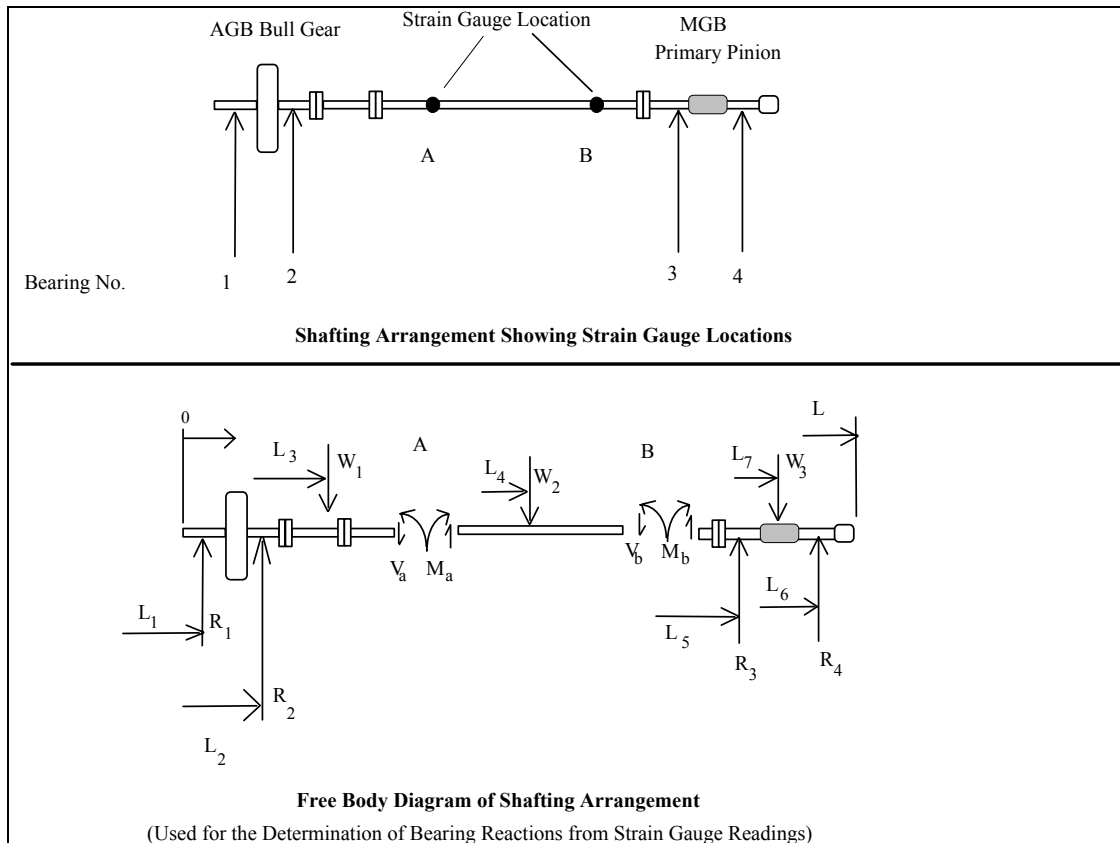 Strain Gauge Location
AGB Bull Gear
MGB
Primary Pinion
A
B
Bearing No.
1
2
3
4
Shafting Arrangement Showing Strain Gauge Locations
0
L
L3
W1
A
L4
W2
B
L7
W3
Va
Ma
Vb
Mb
L1
R1
L6
L5
R3
R4
R2
L2
Free Body Diagram of Shafting Arrangement
(Used for the Determination of Bearing Reactions from Strain Gauge Readings)